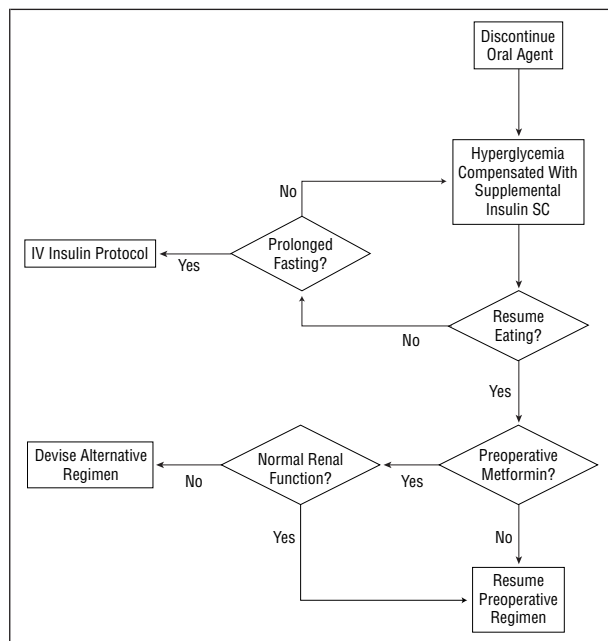 Discontinue
Oral Agent
Hyperglycemia
Compensated With
Supplemental
Insulin SC
No
IV Insulin Protocol
Yes
Prolonged
Fasting?
Resume
Eating?
No
Yes
Devise Alternative
Regimen
No
Normal Renal
Function?
Yes
Preoperative
Metformin?
Yes
No
Resume
Preoperative
Regimen